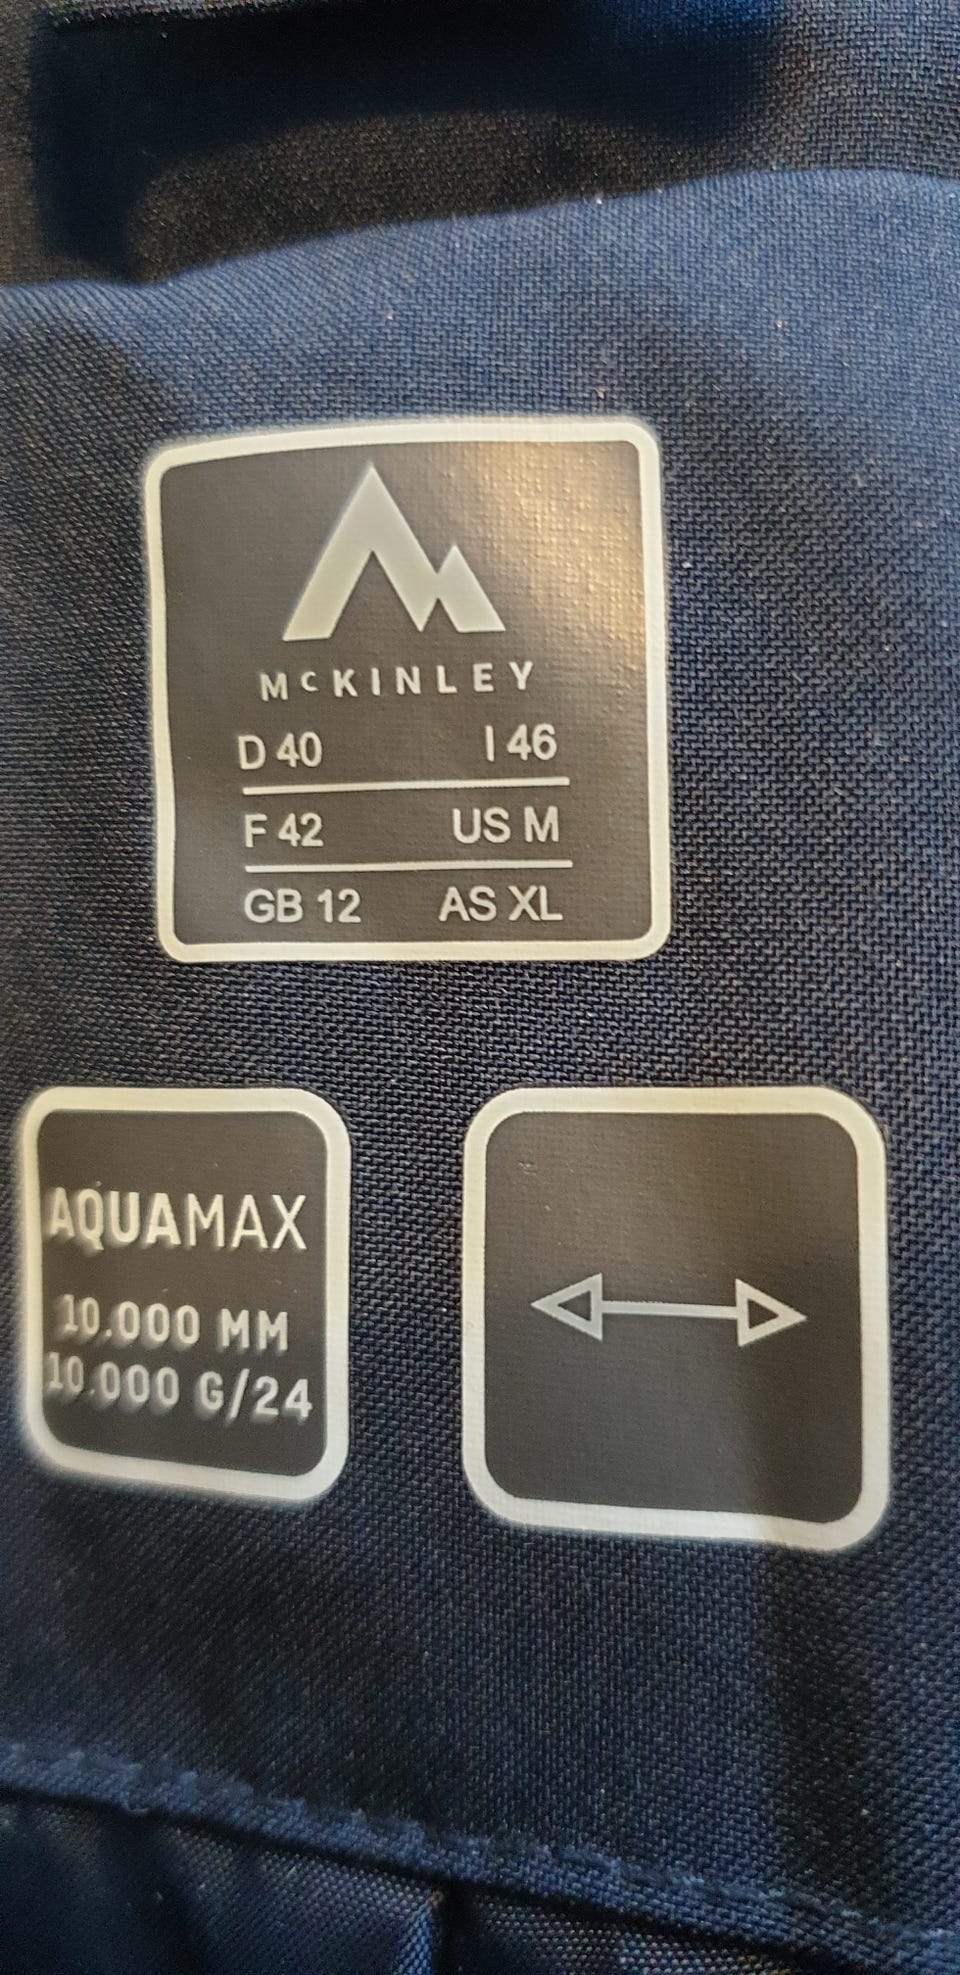 McKINLEY
D 40 I 46
F 42 US M
GB 12 AS XL
AQUAMAX
10.000 MM
10.000 G/24